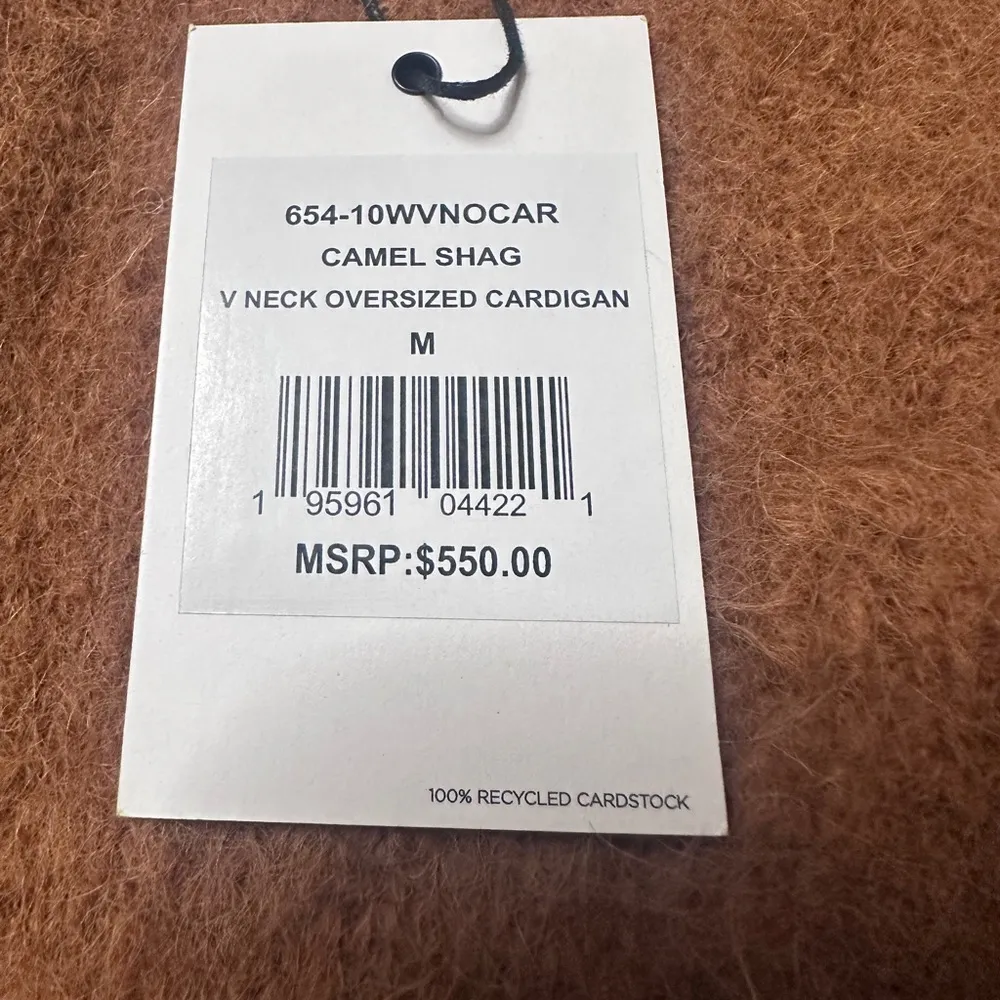 654-10WVNOCAR
CAMEL SHAG
V NECK OVERSIZED CARDIGAN
M
1 95961 04422 1
MSRP:$550.00
100% RECYCLED CARDSTOCK